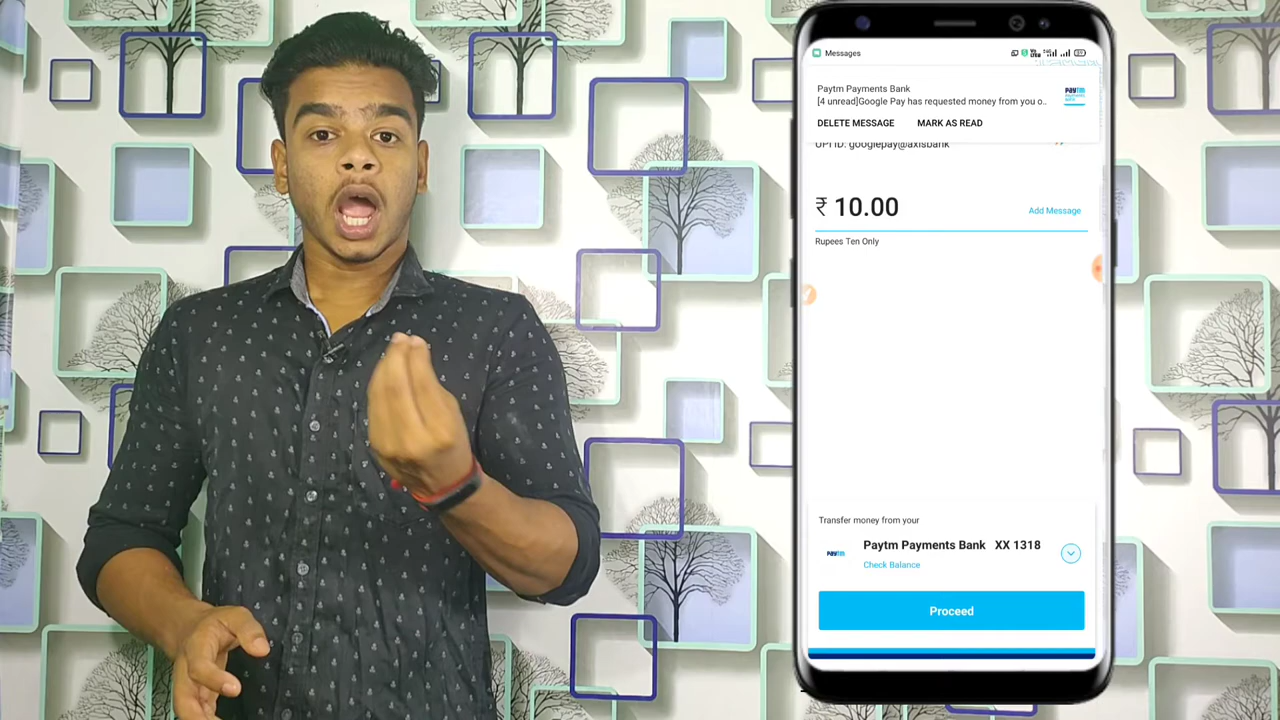 Messages
Paytm Payments Bank
[4 unread]Google Pay has requested money from you o..
paytm
DELETE MESSAGE MARK AS READ
UPI ID: googlepay@axisbank
₹ 10.00
Add Message
Rupees Ten Only
Transfer money from your
Paytm Payments Bank XX 1318
paytm
Check Balance
Proceed